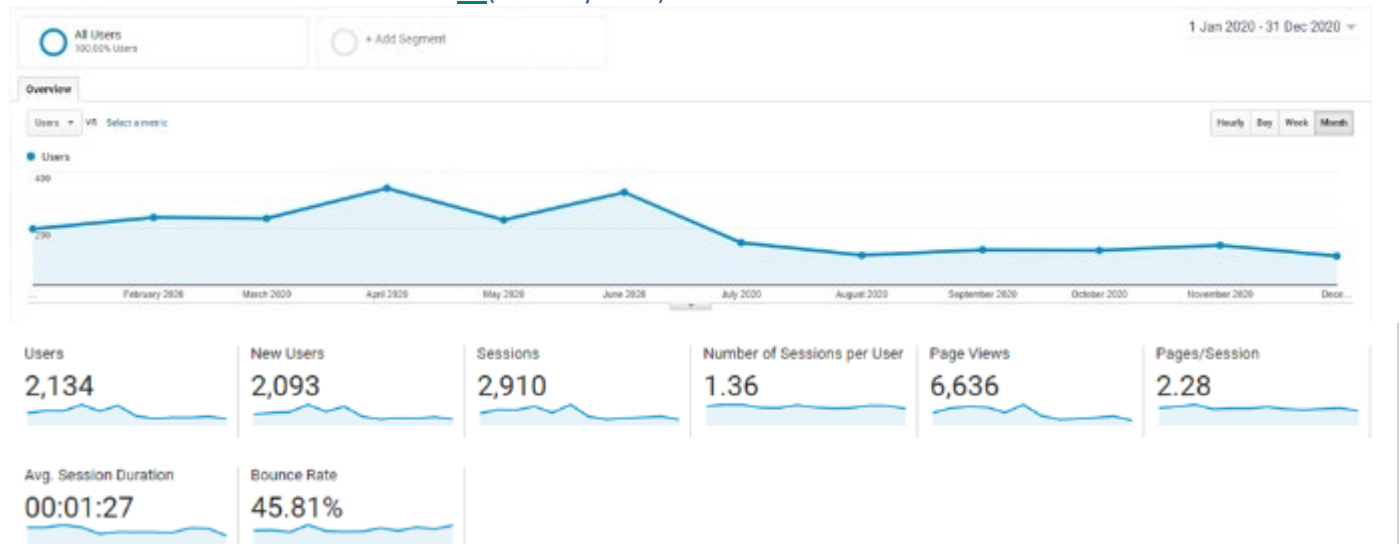 All Users
100.00% Users
+ Add Segment
1 Jan 2020 - 31 Dec 2020
Overview
Users VS Select a metric
Hourly Day Week Month
Users
400
200
... February 2020 March 2020 April 2020 May 2020 June 2020 July 2020 August 2020 September 2020 October 2020 November 2020 Dece...
Users New Users Sessions Number of Sessions per User Page Views Pages/Session
2,134 2,093 2,910 1.36 6,636 2.28
Avg. Session Duration Bounce Rate
00:01:27 45.81%